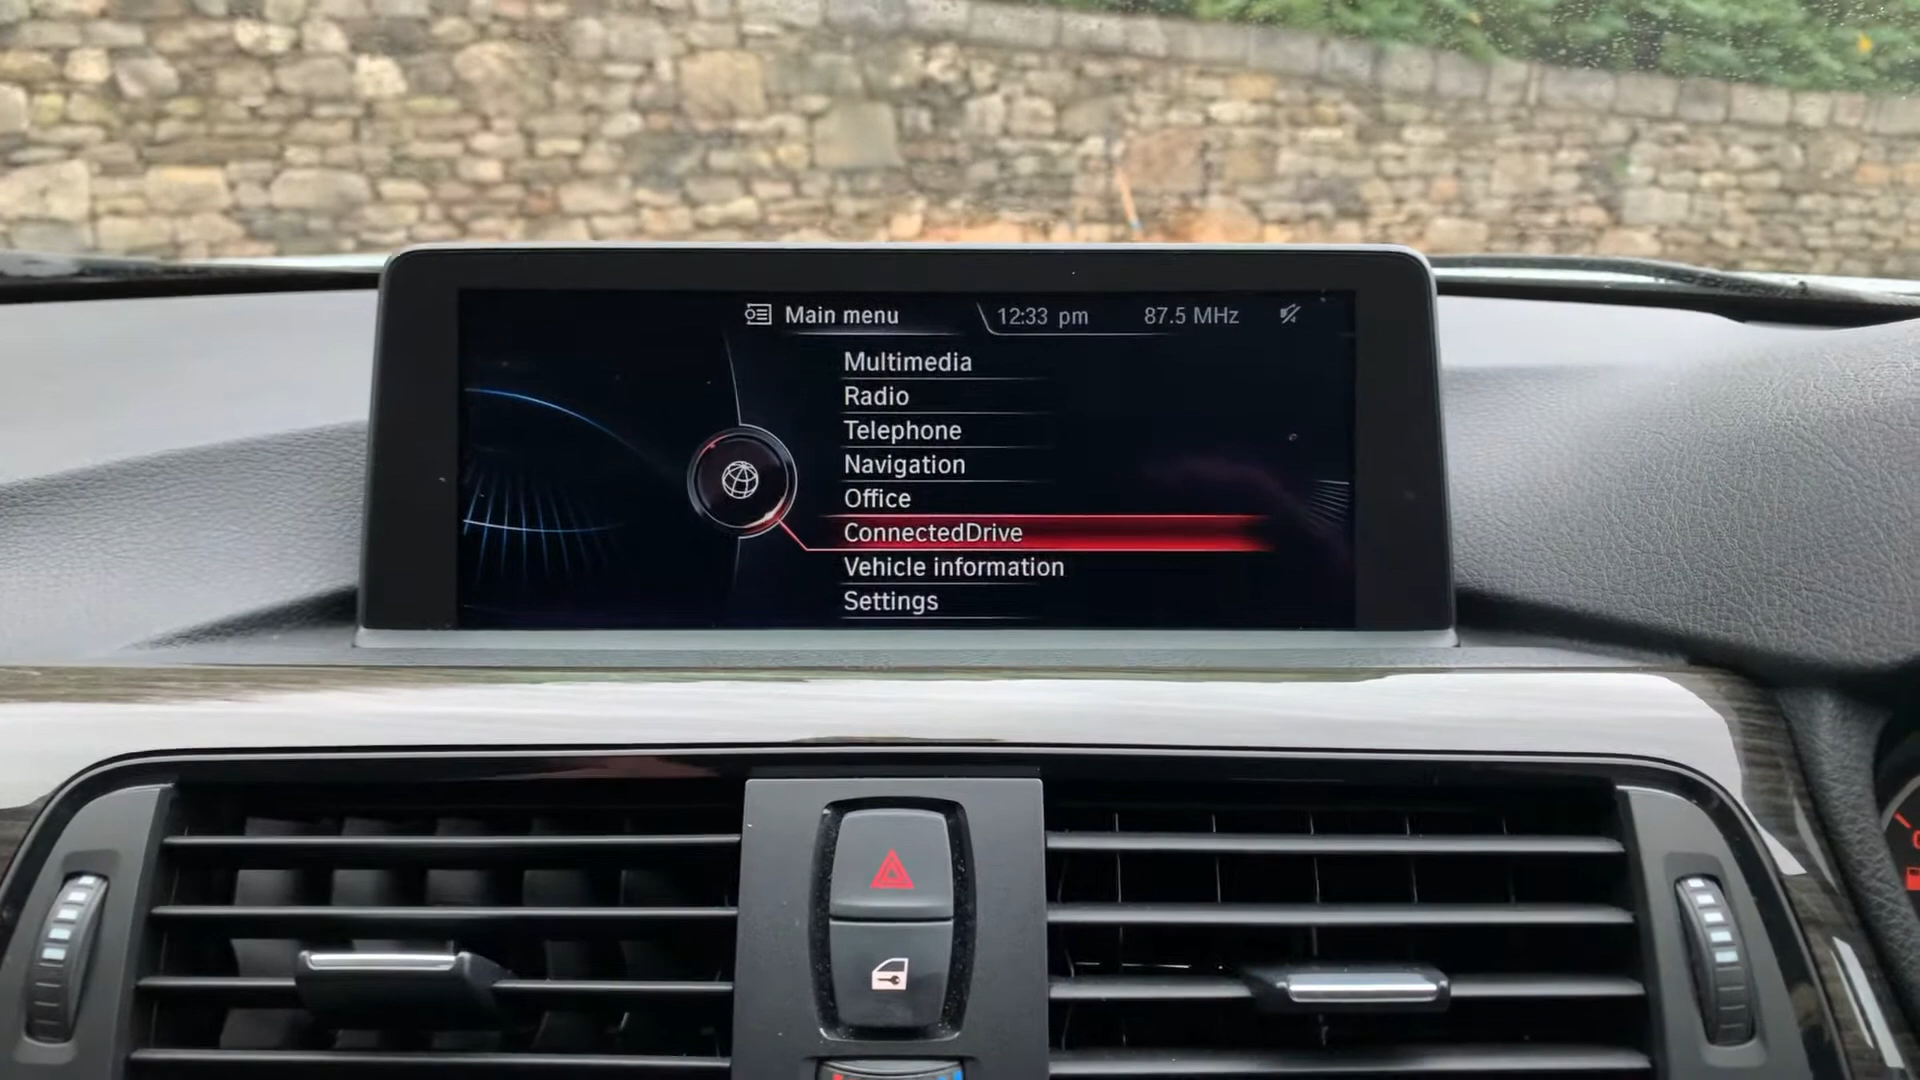 Main menu
12:33 pm
87.5 MHz
Multimedia
Radio
Telephone
Navigation
Office
ConnectedDrive
Vehicle information
Settings